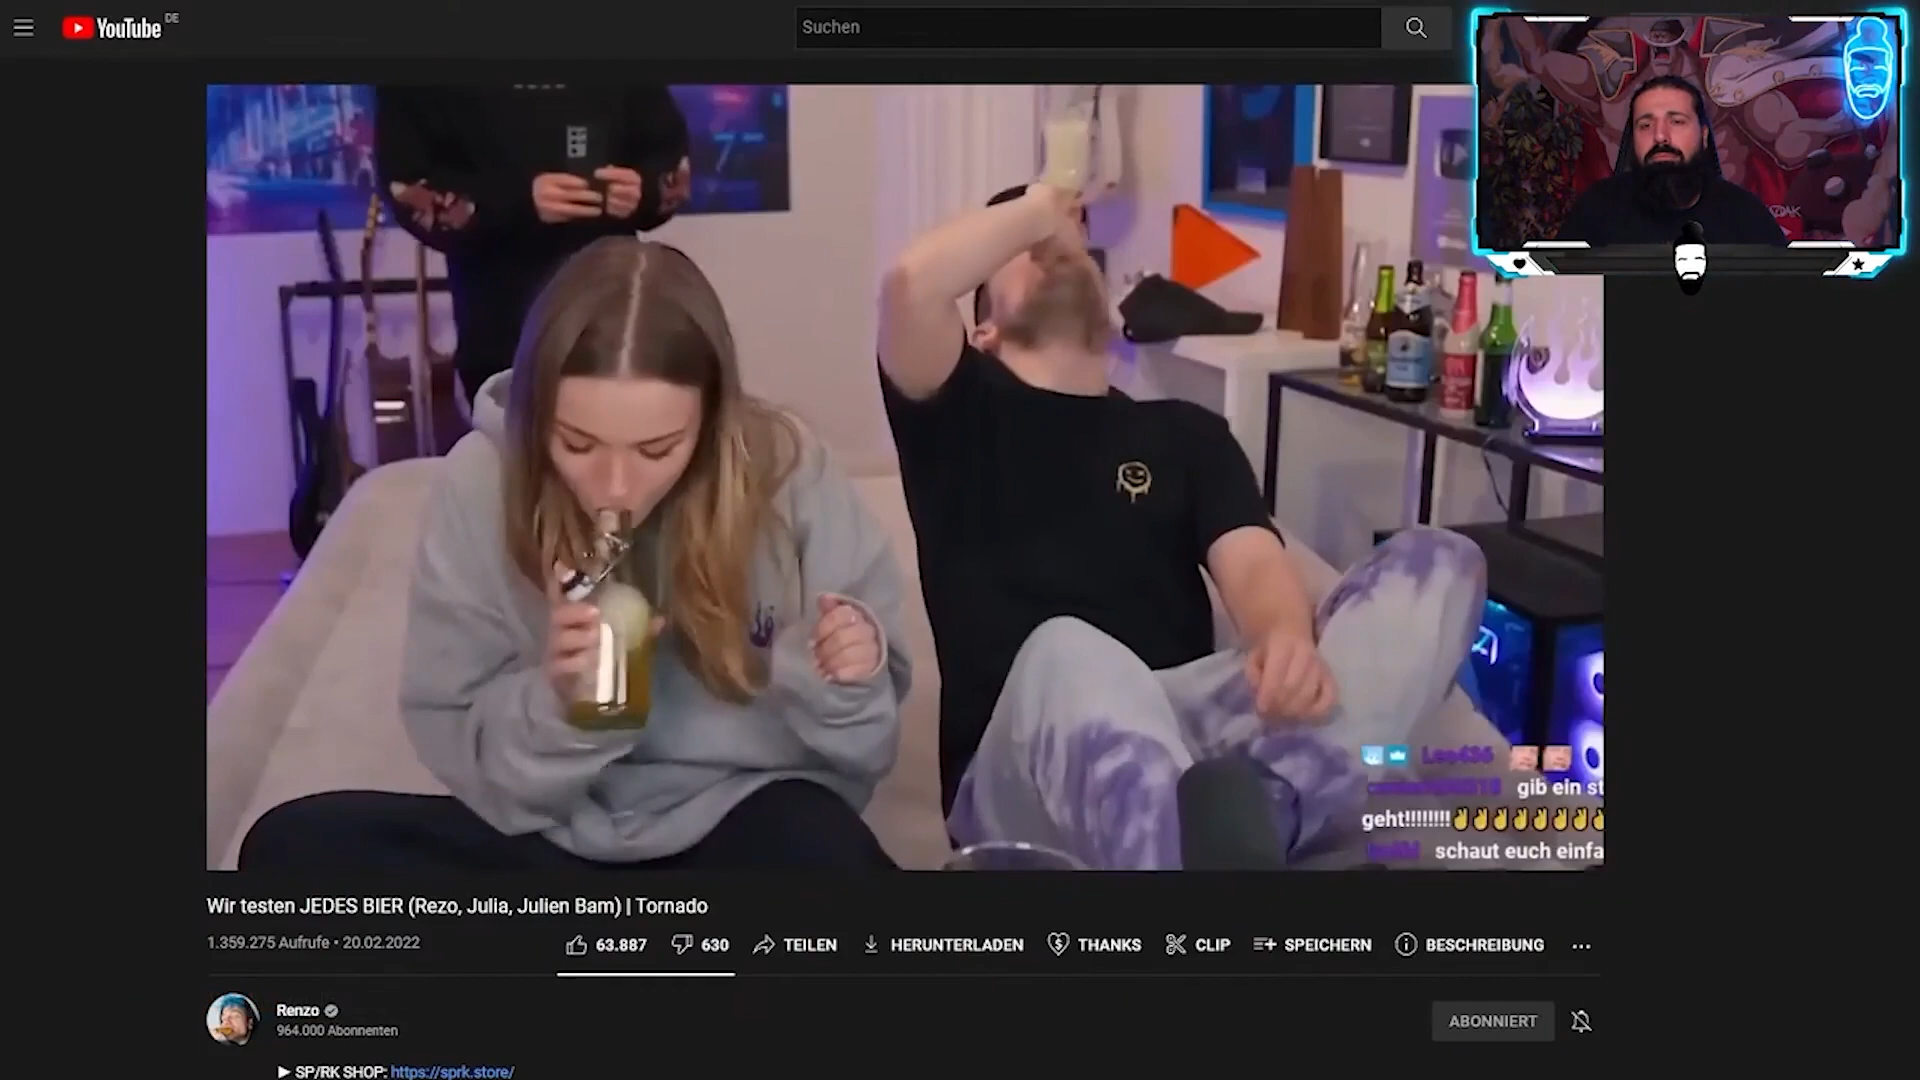 YouTube DE
Suchen
Leo436
gib ein st
geht!!!!!!!!
schaut euch einfa
Wir testen JEDES BIER (Rezo, Julia, Julien Bam) | Tornado
1.359.275 Aufrufe • 20.02.2022
63.887
630
TEILEN
HERUNTERLADEN
THANKS
CLIP
SPEICHERN
BESCHREIBUNG
...
Renzo
964.000 Abonnenten
ABONNIERT
► SP/RK SHOP: https://sprk.store/